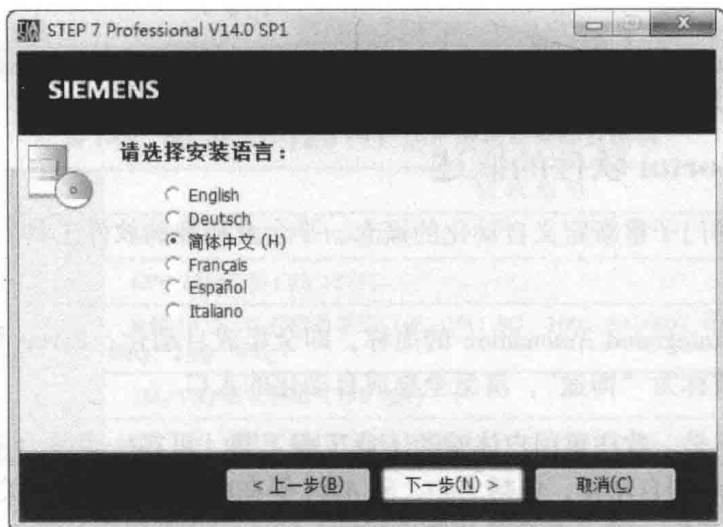 STEP 7 Professional V14.0 SP1
SIEMENS
请选择安装语言：
English
Deutsch
简体中文 (H)
Français
Español
Italiano
< 上一步(B)
下一步(N) >
取消(C)